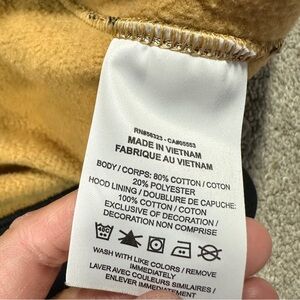 RN#56323 - CA#05553
MADE IN VIETNAM
FABRIQUE AU VIETNAM
BODY / CORPS: 80% COTTON / COTON
20% POLYESTER
HOOD LINING / DOUBLURE DE CAPUCHE:
100% COTTON / COTON
EXCLUSIVE OF DECORATION /
DECORATION NON COMPRISE
WASH WITH LIKE COLORS / REMOVE
IMMEDIATELY
LAVER AVEC COULEURS SIMILAIRES /
IMMEDIATEMENT